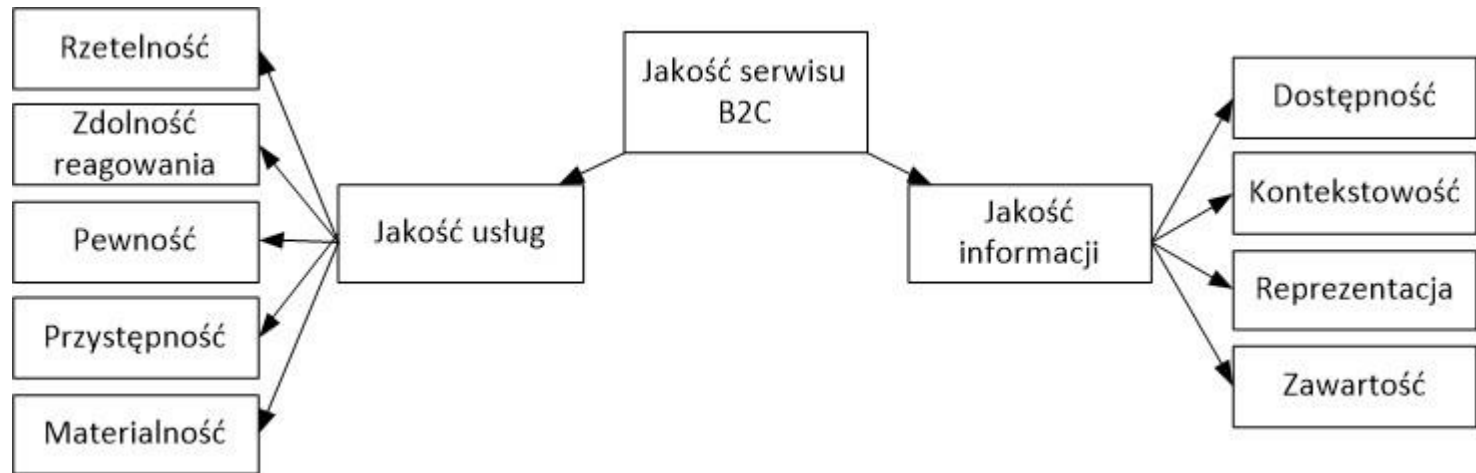 Jakość serwisu
B2C
Jakość usług
Rzetelność
Zdolność
reagowania
Pewność
Przystępność
Materialność
Jakość
informacji
Dostępność
Kontekstowość
Reprezentacja
Zawartość